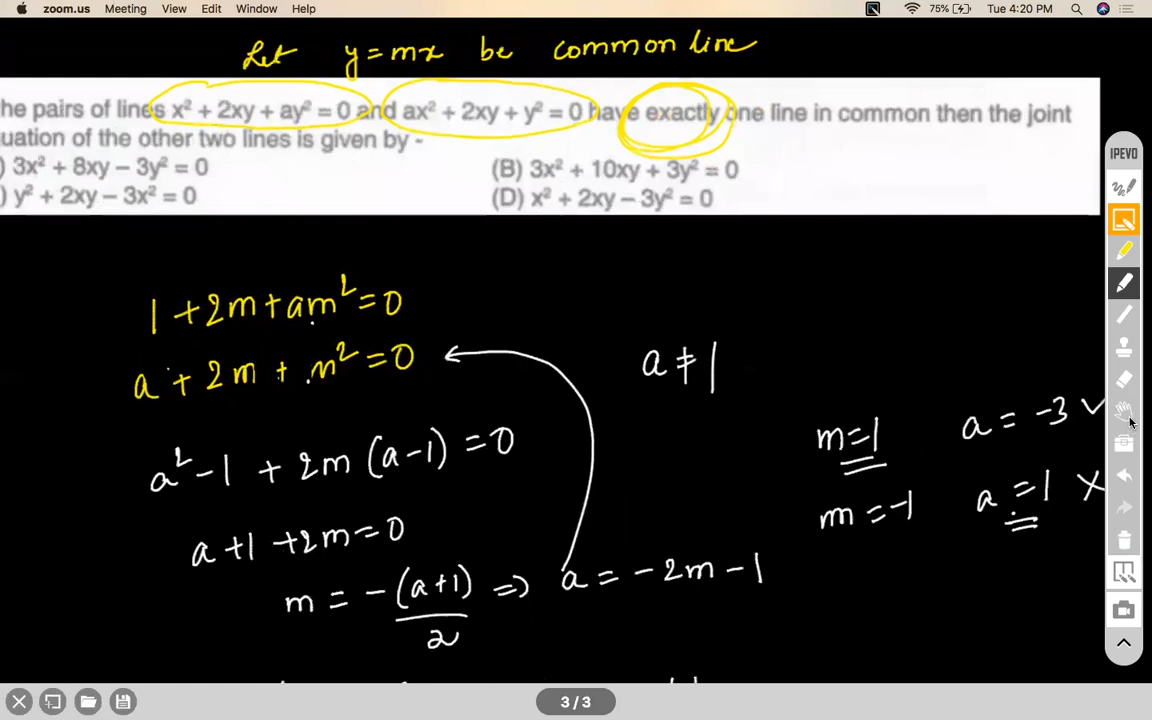 zoom.us Meeting View Edit Window Help 75% Tue 4:20 PM
Let y=mx be common line
he pairs of lines x² + 2xy + ay² = 0 and ax² + 2xy + y² = 0 have exactly one line in common then the joint
uation of the other two lines is given by -
) 3x² + 8xy – 3y² = 0 (B) 3x² + 10xy + 3y² = 0
) y² + 2xy – 3x² = 0 (D) x² + 2xy – 3y² = 0
IPEVO
1 + 2m + am² = 0
a + 2m + m² = 0
a ≠ 1
a² - 1 + 2m (a - 1) = 0
m = 1 a = -3 ✓
m = -1 a = 1 ×
a + 1 + 2m = 0
m = -(a+1)/2 ⇒ a = -2m - 1
3/3